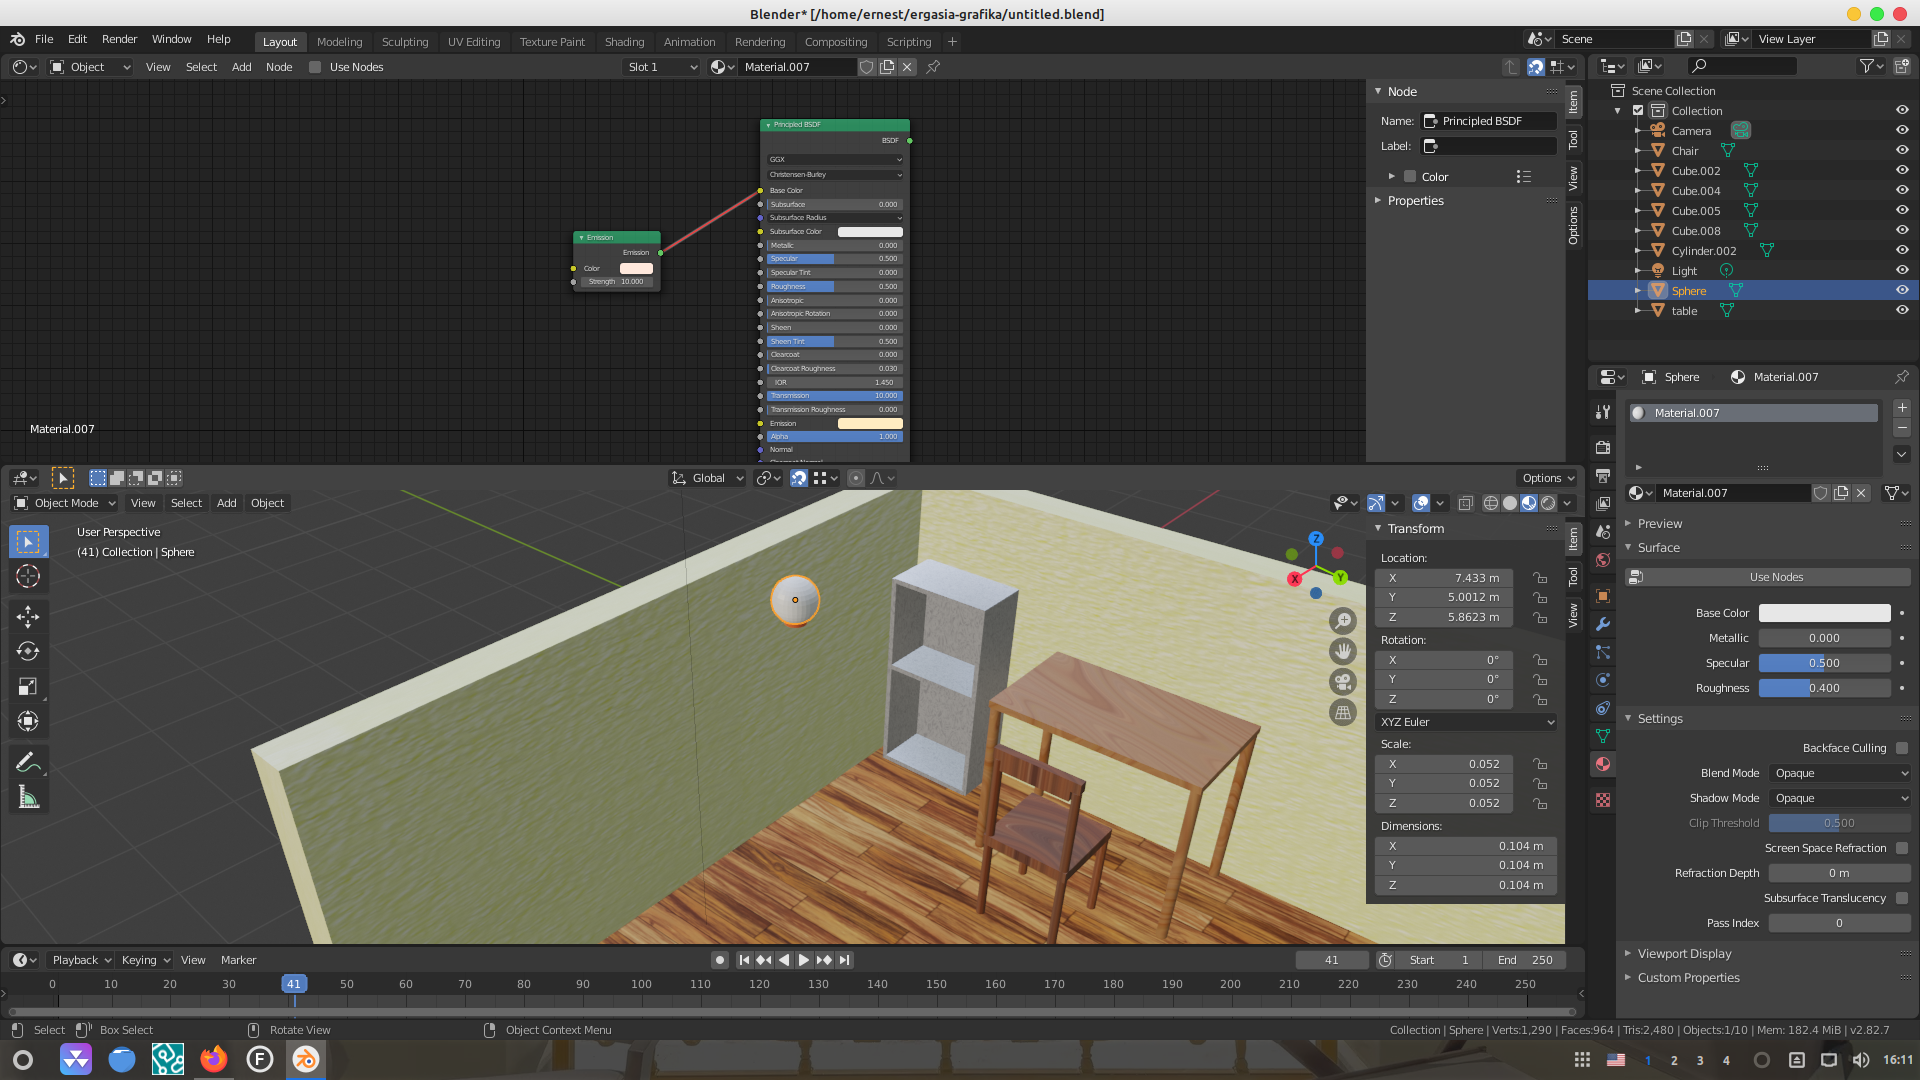 Blender* [/home/ernest/ergasia-grafika/untitled.blend]
File Edit Render Window Help Layout Modeling Sculpting UV Editing Texture Paint Shading Animation Rendering Compositing Scripting + Scene View Layer
Object View Select Add Node Use Nodes Slot 1 Material.007
Node
Name: Principled BSDF
Label:
Color
Properties
Item
Tool
View
Options
Principled BSDF
BSDF
GGX
Christensen-Burley
Base Color
Subsurface 0.000
Subsurface Radius
Subsurface Color
Metallic 0.000
Specular 0.500
Specular Tint 0.000
Roughness 0.500
Anisotropic 0.000
Anisotropic Rotation 0.000
Sheen 0.000
Sheen Tint 0.500
Clearcoat 0.000
Clearcoat Roughness 0.030
IOR 1.450
Transmission 10.000
Transmission Roughness 0.000
Emission
Alpha 1.000
Normal
Emission
Emission
Color
Strength 10.000
Material.007
Scene Collection
Collection
Camera
Chair
Cube.002
Cube.004
Cube.005
Cube.008
Cylinder.002
Light
Sphere
table
Global Options
Object Mode View Select Add Object
User Perspective
(41) Collection | Sphere
Z
X
Y
Transform
Location:
X 7.433 m
Y 5.0012 m
Z 5.8623 m
Rotation:
X 0°
Y 0°
Z 0°
XYZ Euler
Scale:
X 0.052
Y 0.052
Z 0.052
Dimensions:
X 0.104 m
Y 0.104 m
Z 0.104 m
Item
Tool
View
Sphere Material.007
Material.007
Material.007
Preview
Surface
Use Nodes
Base Color
Metallic 0.000
Specular 0.500
Roughness 0.400
Settings
Backface Culling
Blend Mode Opaque
Shadow Mode Opaque
Clip Threshold 0.500
Screen Space Refraction
Refraction Depth 0 m
Subsurface Translucency
Pass Index 0
Viewport Display
Custom Properties
Playback Keying View Marker 41 Start 1 End 250
0 10 20 30 41 50 60 70 80 90 100 110 120 130 140 150 160 170 180 190 200 210 220 230 240 250
Select Box Select Rotate View Object Context Menu Collection | Sphere | Verts:1,290 | Faces:964 | Tris:2,480 | Objects:1/10 | Mem: 182.4 MiB | v2.82.7
F 1 2 3 4 16:11